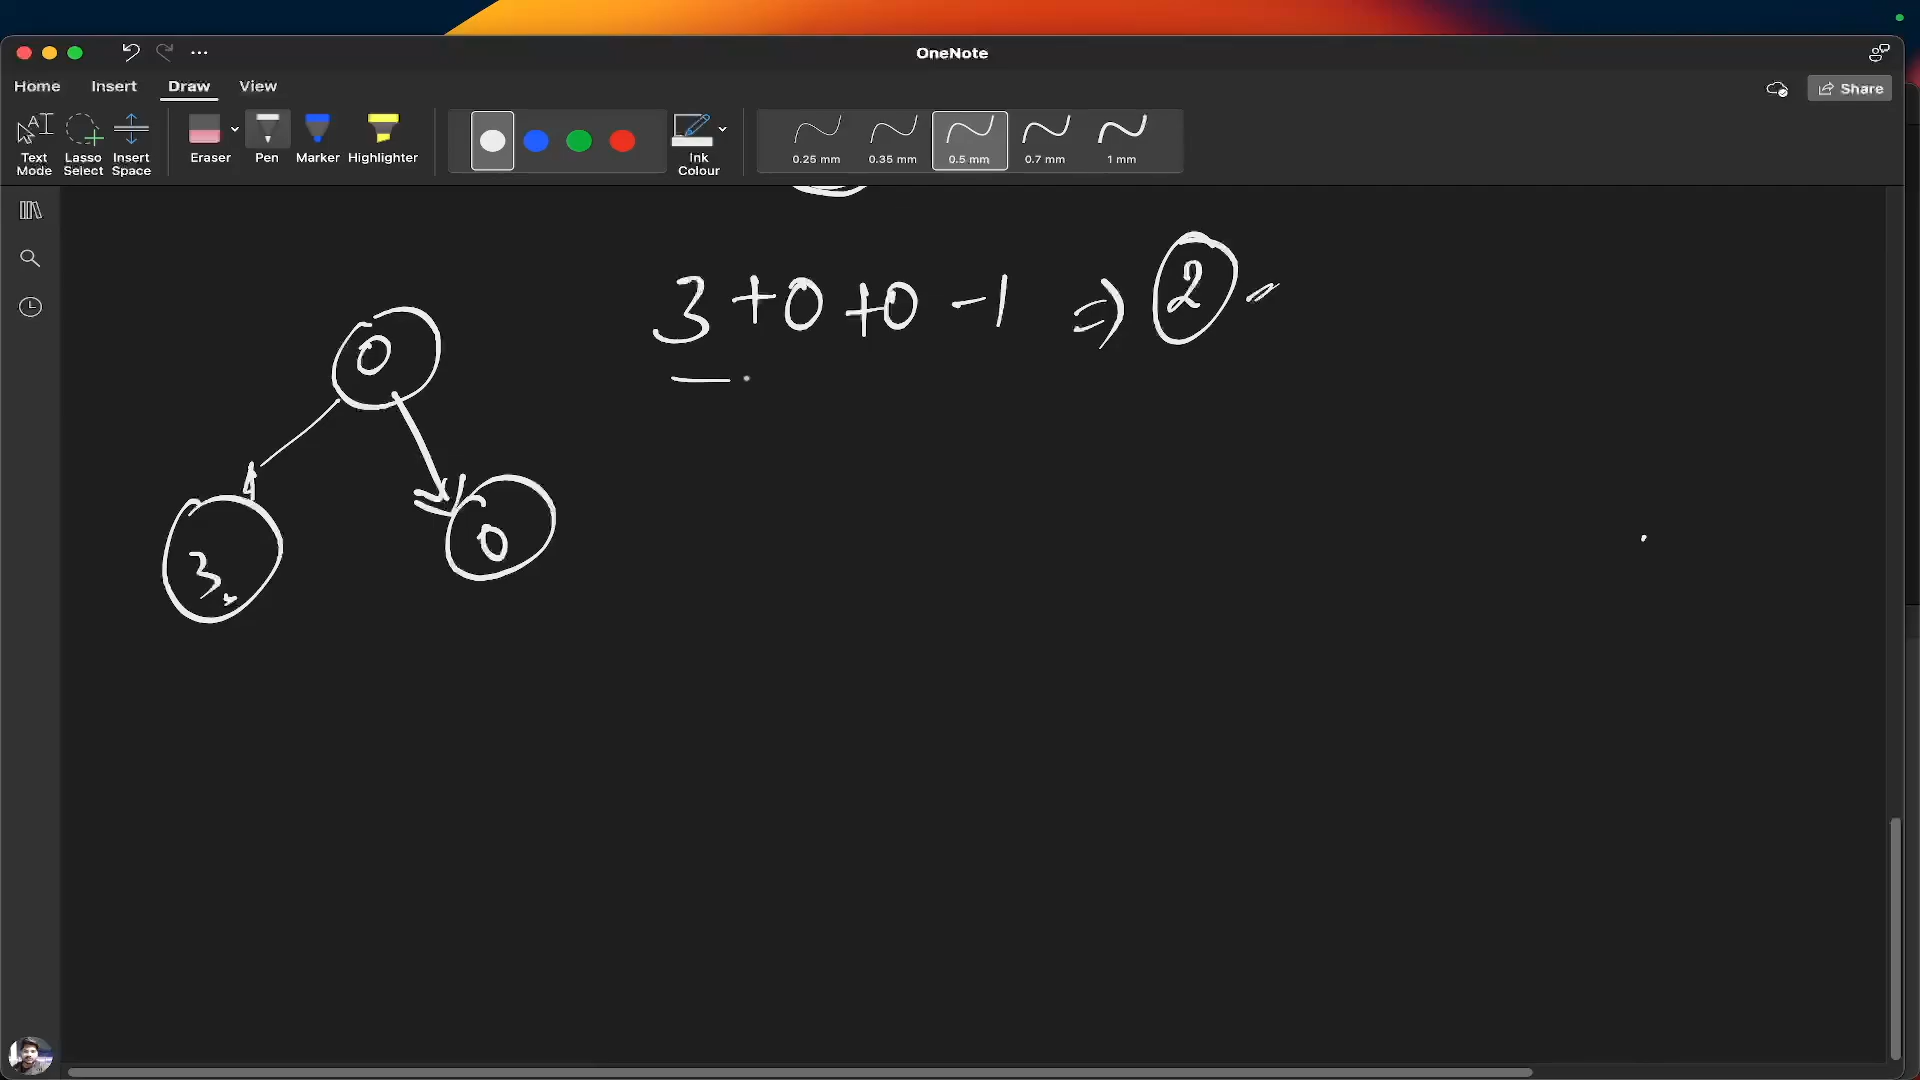 OneNote
Home Insert Draw View
Share
Text Mode
Lasso Select
Insert Space
Eraser
Pen
Marker
Highlighter
Ink Colour
0.25 mm
0.35 mm
0.5 mm
0.7 mm
1 mm
3 + 0 + 0 - 1 => 2
0
3
0